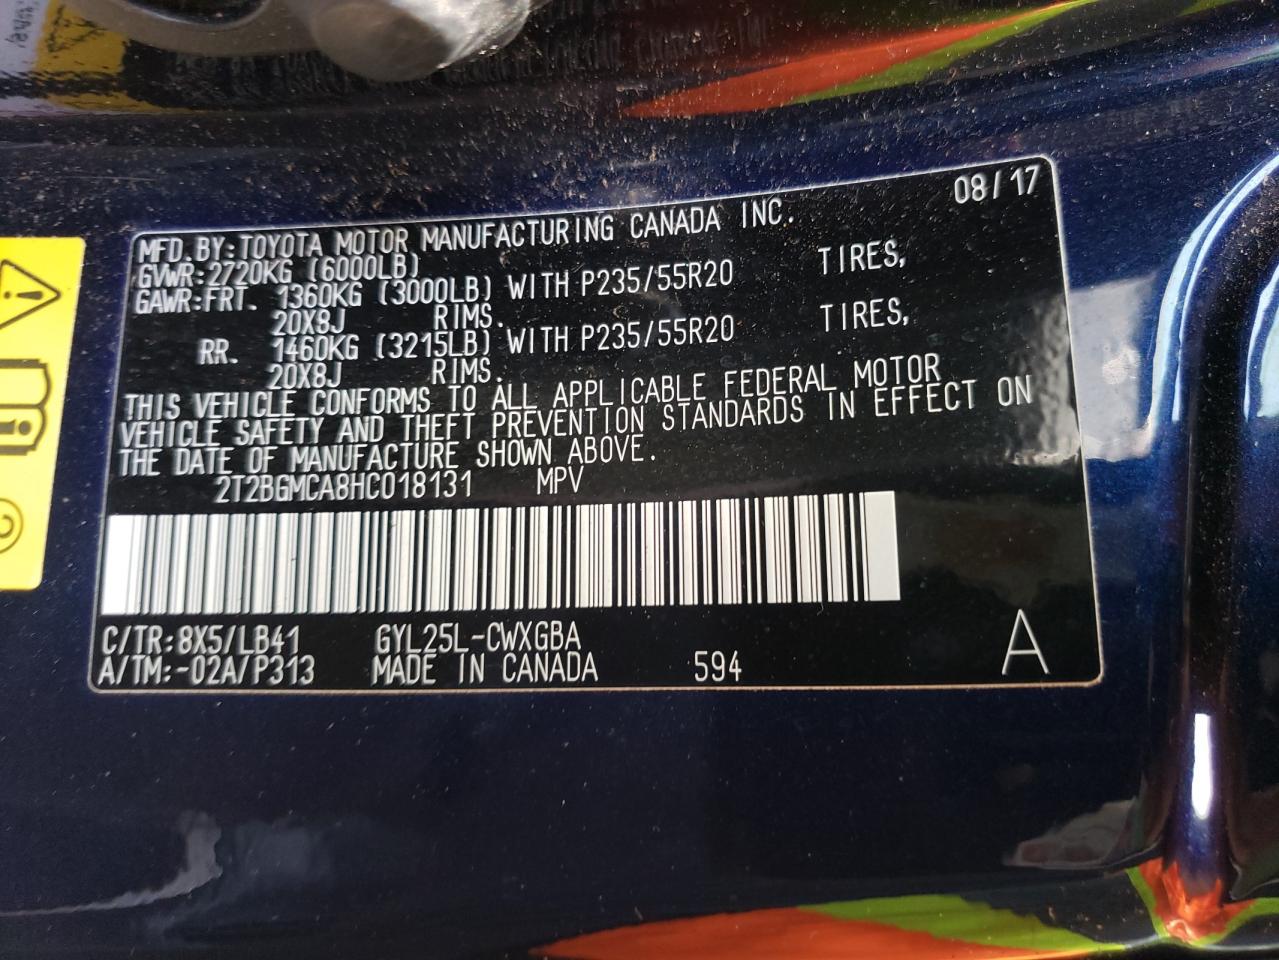 08/17
MFD.BY:TOYOTA MOTOR MANUFACTURING CANADA INC.
GVWR:2720KG (6000LB)
GAWR:FRT. 1360KG (3000LB) WITH P235/55R20 TIRES,
20X8J RIMS.
RR. 1460KG (3215LB) WITH P235/55R20 TIRES,
20X8J RIMS.
THIS VEHICLE CONFORMS TO ALL APPLICABLE FEDERAL MOTOR
VEHICLE SAFETY AND THEFT PREVENTION STANDARDS IN EFFECT ON
THE DATE OF MANUFACTURE SHOWN ABOVE.
2T2BGMCA8HC018131 MPV
C/TR:8X5/LB41 GYL25L-CWXGBA
A/TM:-02A/P313 MADE IN CANADA 594 A